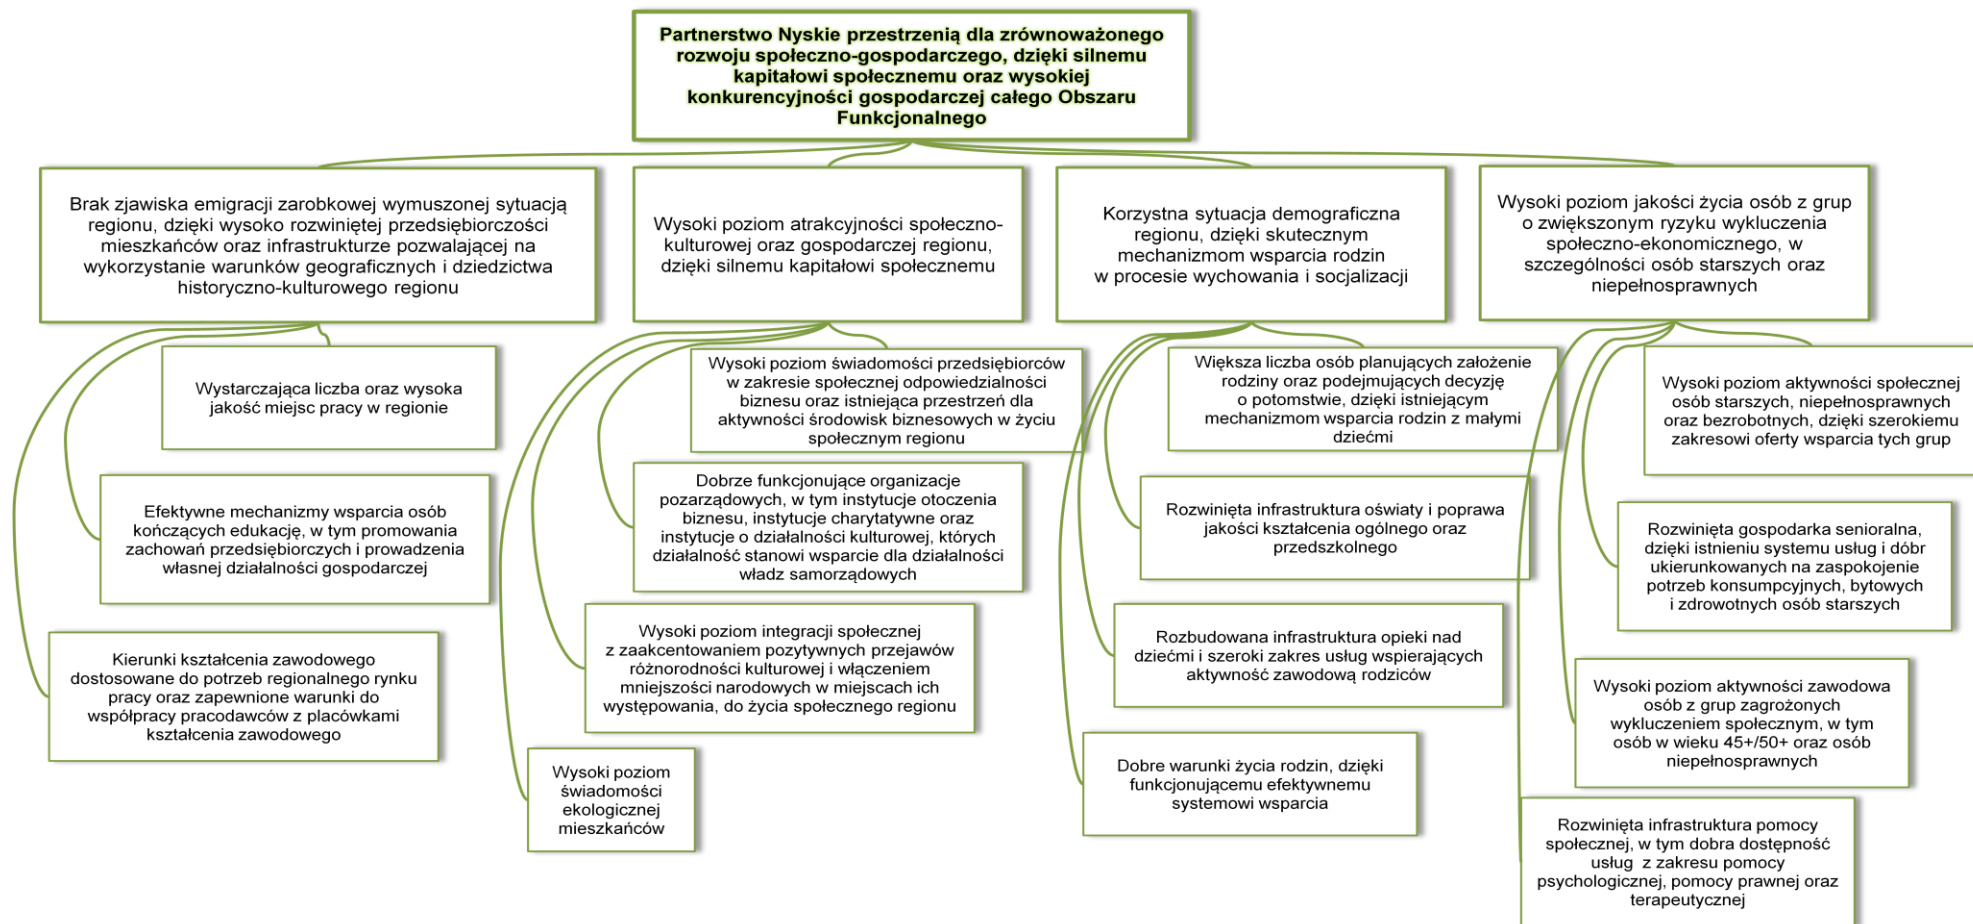 Partnerstwo Nyskie przestrzenią dla zrównoważonego
rozwoju społeczno-gospodarczego, dzięki silnemu
kapitałowi społecznemu oraz wysokiej
konkurencyjności gospodarczej całego Obszaru
Funkcjonalnego
Brak zjawiska emigracji zarobkowej wymuszonej sytuacją
regionu, dzięki wysoko rozwiniętej przedsiębiorczości
mieszkańców oraz infrastrukturze pozwalającej na
wykorzystanie warunków geograficznych i dziedzictwa
historyczno-kulturowego regionu
Wystarczająca liczba oraz wysoka
jakość miejsc pracy w regionie
Efektywne mechanizmy wsparcia osób
kończących edukację, w tym promowania
zachowań przedsiębiorczych i prowadzenia
własnej działalności gospodarczej
Kierunki kształcenia zawodowego
dostosowane do potrzeb regionalnego rynku
pracy oraz zapewnione warunki do
współpracy pracodawców z placówkami
kształcenia zawodowego
Wysoki poziom atrakcyjności społeczno-
kulturowej oraz gospodarczej regionu,
dzięki silnemu kapitałowi społecznemu
Wysoki poziom świadomości przedsiębiorców
w zakresie społecznej odpowiedzialności
biznesu oraz istniejąca przestrzeń dla
aktywności środowisk biznesowych w życiu
społecznym regionu
Dobrze funkcjonujące organizacje
pozarządowych, w tym instytucje otoczenia
biznesu, instytucje charytatywne oraz
instytucje o działalności kulturowej, których
działalność stanowi wsparcie dla działalności
władz samorządowych
Wysoki poziom integracji społecznej
z zaakcentowaniem pozytywnych przejawów
różnorodności kulturowej i włączeniem
mniejszości narodowych w miejscach ich
występowania, do życia społecznego regionu
Wysoki poziom
świadomości
ekologicznej
mieszkańców
Korzystna sytuacja demograficzna
regionu, dzięki skutecznym
mechanizmom wsparcia rodzin
w procesie wychowania i socjalizacji
Większa liczba osób planujących założenie
rodziny oraz podejmujących decyzję
o potomstwie, dzięki istniejącym
mechanizmom wsparcia rodzin z małymi
dziećmi
Rozwinięta infrastruktura oświaty i poprawa
jakości kształcenia ogólnego oraz
przedszkolnego
Rozbudowana infrastruktura opieki nad
dziećmi i szeroki zakres usług wspierających
aktywność zawodową rodziców
Dobre warunki życia rodzin, dzięki
funkcjonującemu efektywnemu
systemowi wsparcia
Wysoki poziom jakości życia osób z grup
o zwiększonym ryzyku wykluczenia
społeczno-ekonomicznego, w
szczególności osób starszych oraz
niepełnosprawnych
Wysoki poziom aktywności społecznej
osób starszych, niepełnosprawnych
oraz bezrobotnych, dzięki szerokiemu
zakresowi oferty wsparcia tych grup
Rozwinięta gospodarka senioralna,
dzięki istnieniu systemu usług i dóbr
ukierunkowanych na zaspokojenie
potrzeb konsumpcyjnych, bytowych
i zdrowotnych osób starszych
Wysoki poziom aktywności zawodowa
osób z grup zagrożonych
wykluczeniem społecznym, w tym
osób w wieku 45+/50+ oraz osób
niepełnosprawnych
Rozwinięta infrastruktura pomocy
społecznej, w tym dobra dostępność
usług z zakresu pomocy
psychologicznej, pomocy prawnej oraz
terapeutycznej